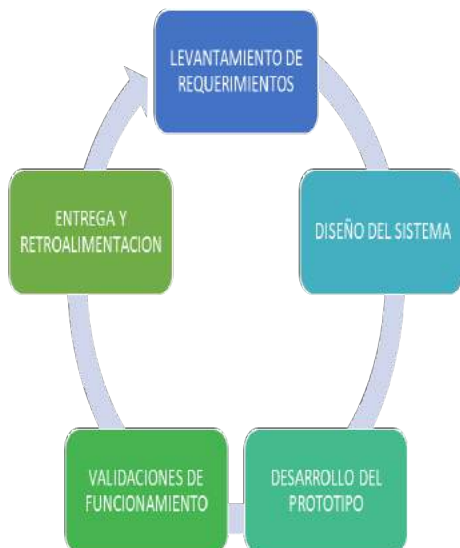 LEVANTAMIENTO DE
REQUERIMIENTOS
DISEÑO DEL SISTEMA
DESARROLLO DEL
PROTOTIPO
VALIDACIONES DE
FUNCIONAMIENTO
ENTREGA Y
RETROALIMENTACION